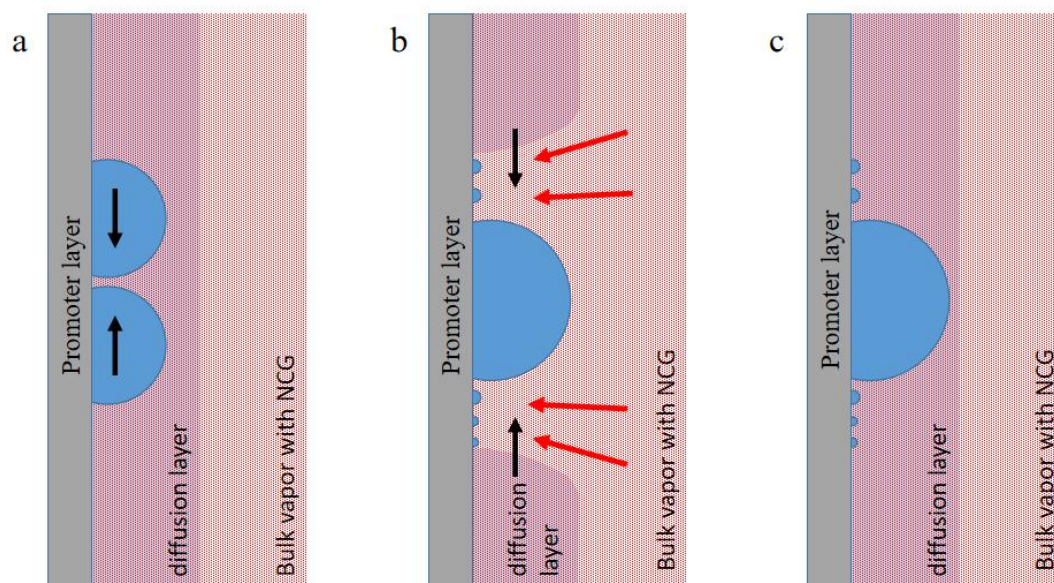 a
Promoter layer
diffusion layer
Bulk vapor with NCG
b
Promoter layer
diffusion
layer
Bulk vapor with NCG
c
Promoter layer
diffusion layer
Bulk vapor with NCG